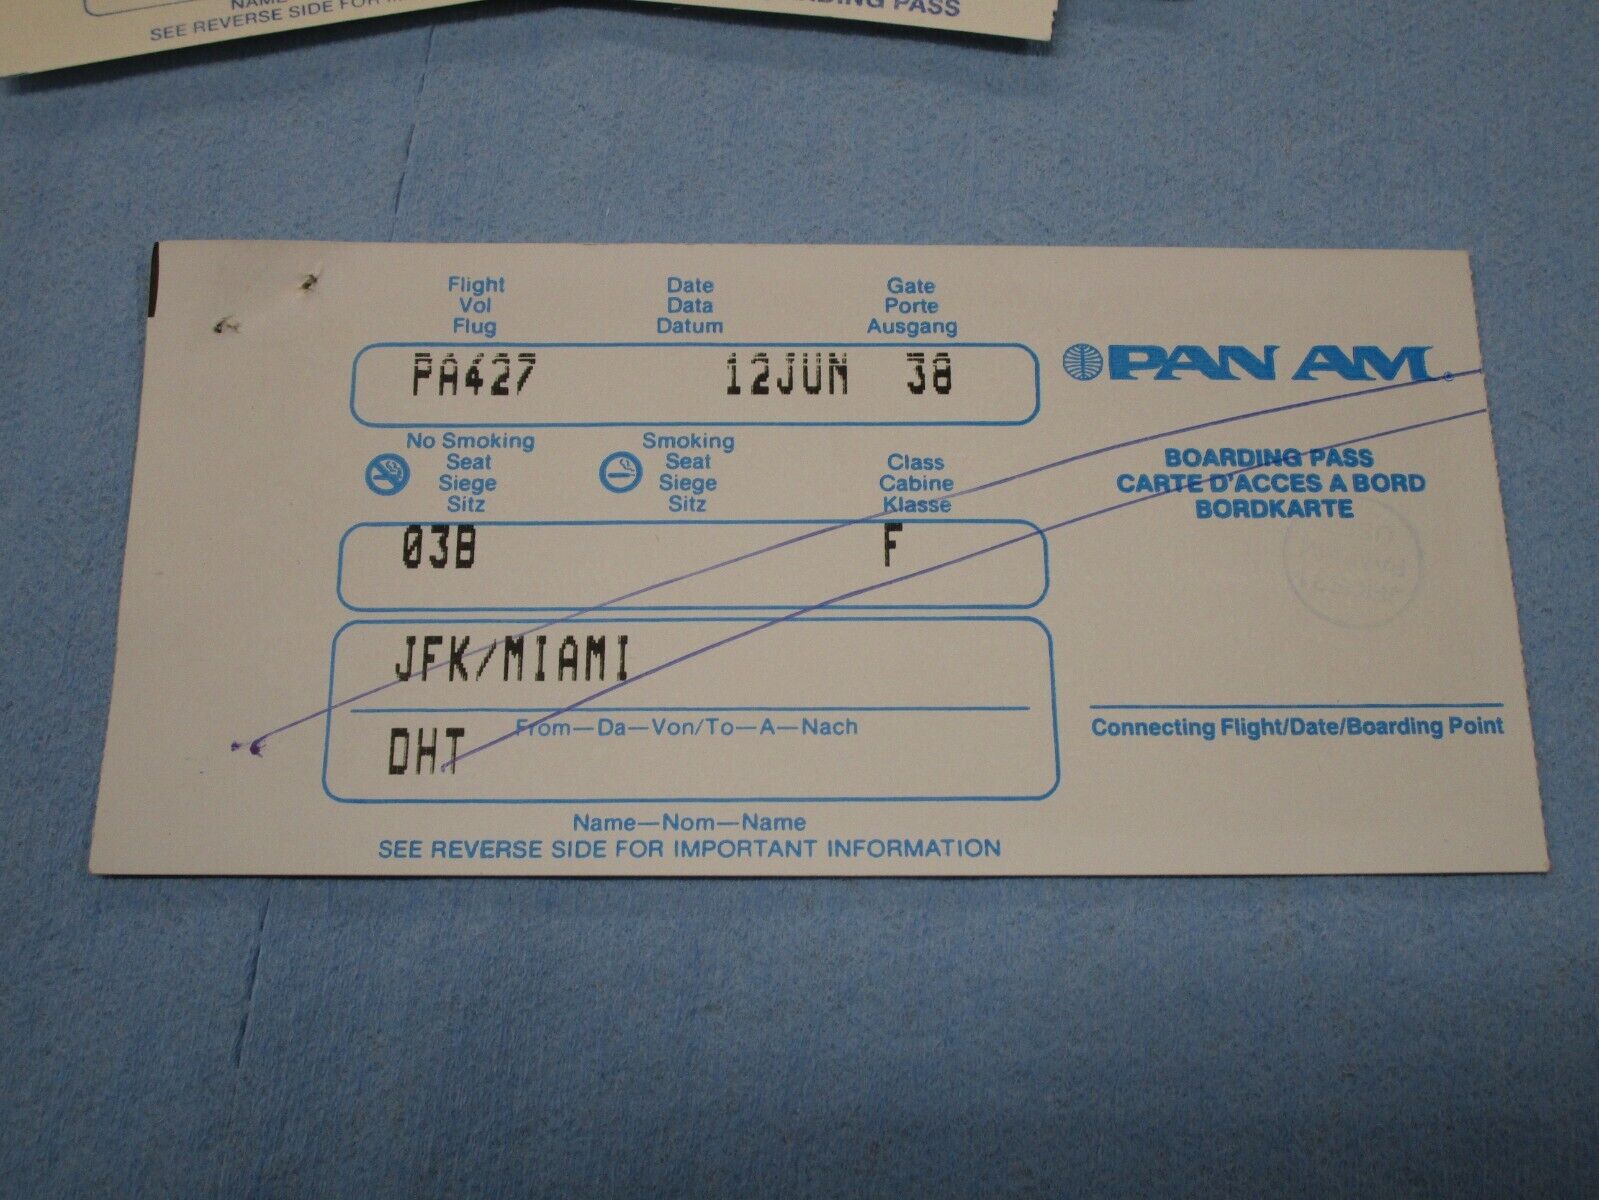 NAME
SEE REVERSE SIDE FOR
BOARDING PASS
Flight Date Gate
Vol Data Porte
Flug Datum Ausgang
PA427 12JUN 38
PAN AM.
No Smoking Smoking
Seat Seat Class
Siege Siege Cabine
Sitz Sitz Klasse
BOARDING PASS
CARTE D'ACCES A BORD
BORDKARTE
03B F
JFK/MIAMI
From—Da—Von/To—A—Nach
Connecting Flight/Date/Boarding Point
DHT
Name—Nom—Name
SEE REVERSE SIDE FOR IMPORTANT INFORMATION